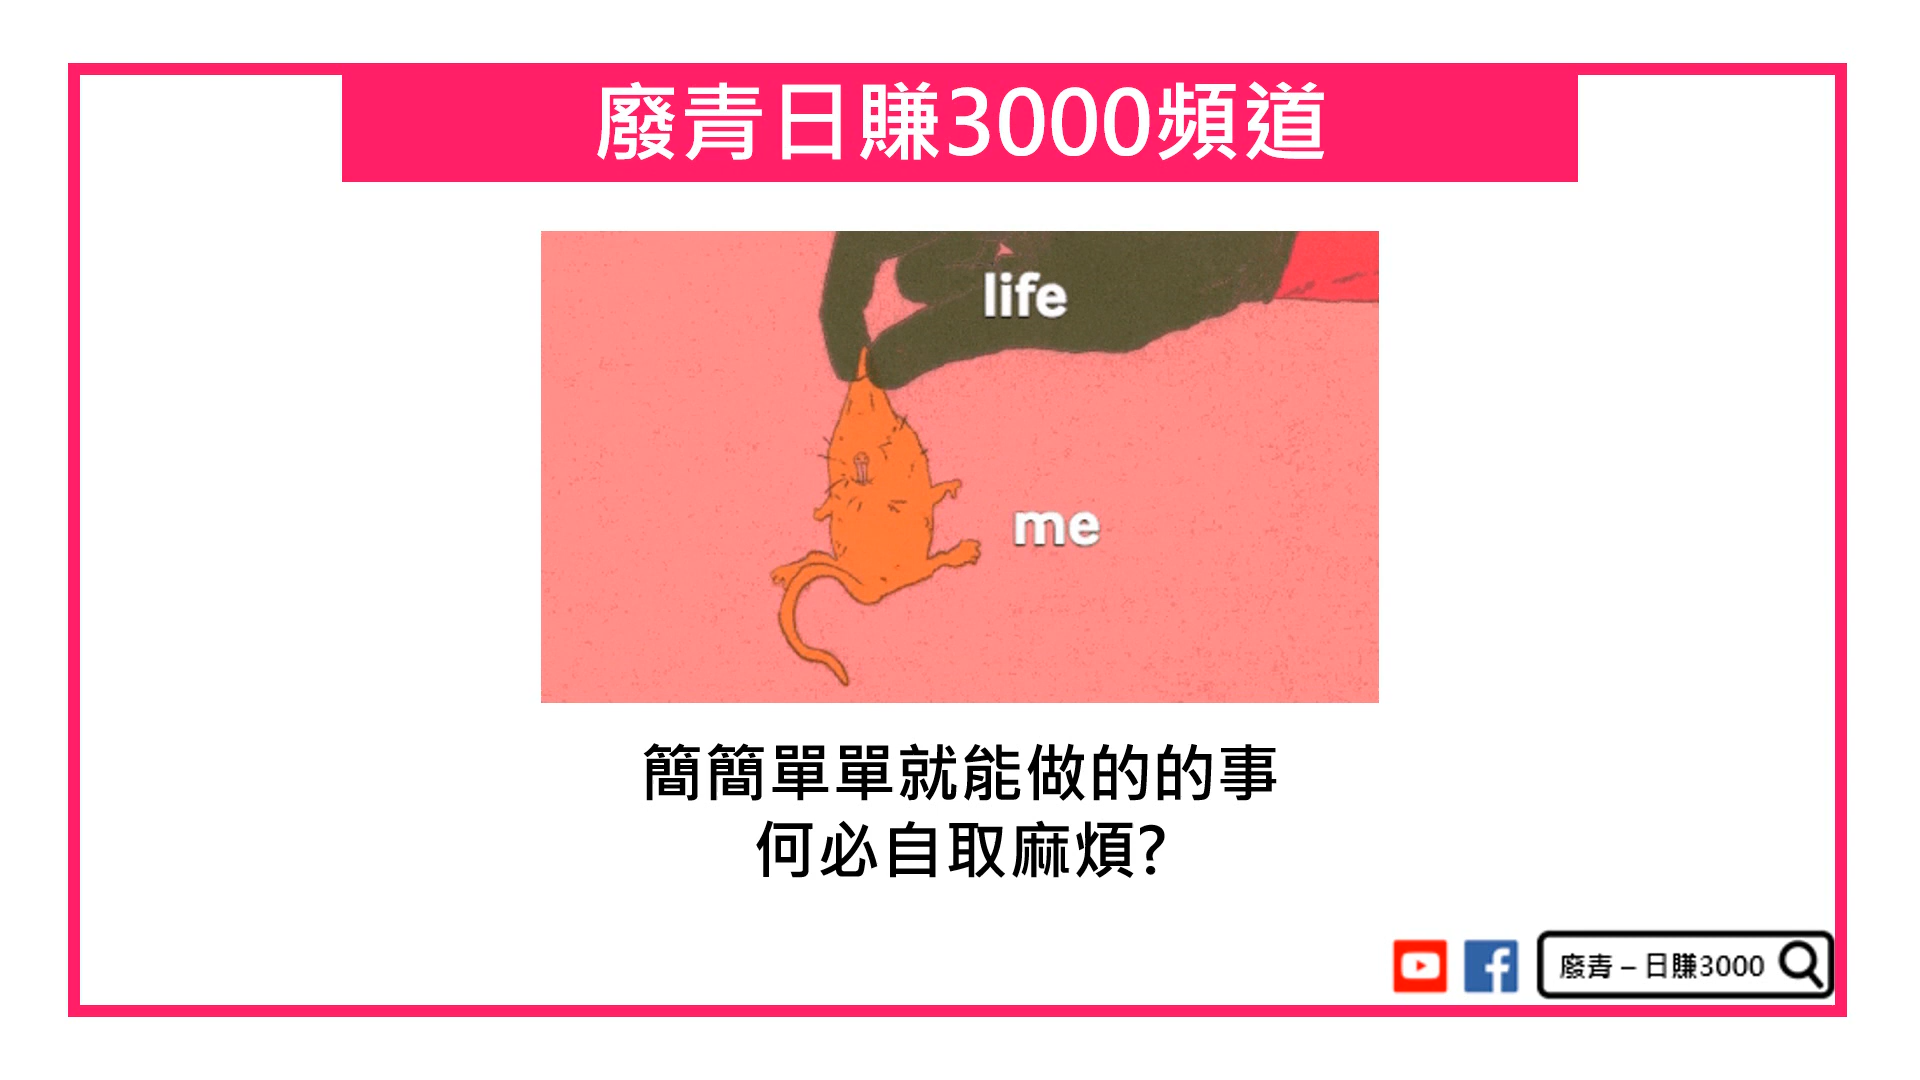 廢青日賺3000頻道
life
me
簡簡單單就能做的的事
何必自取麻煩?
廢青 – 日賺3000